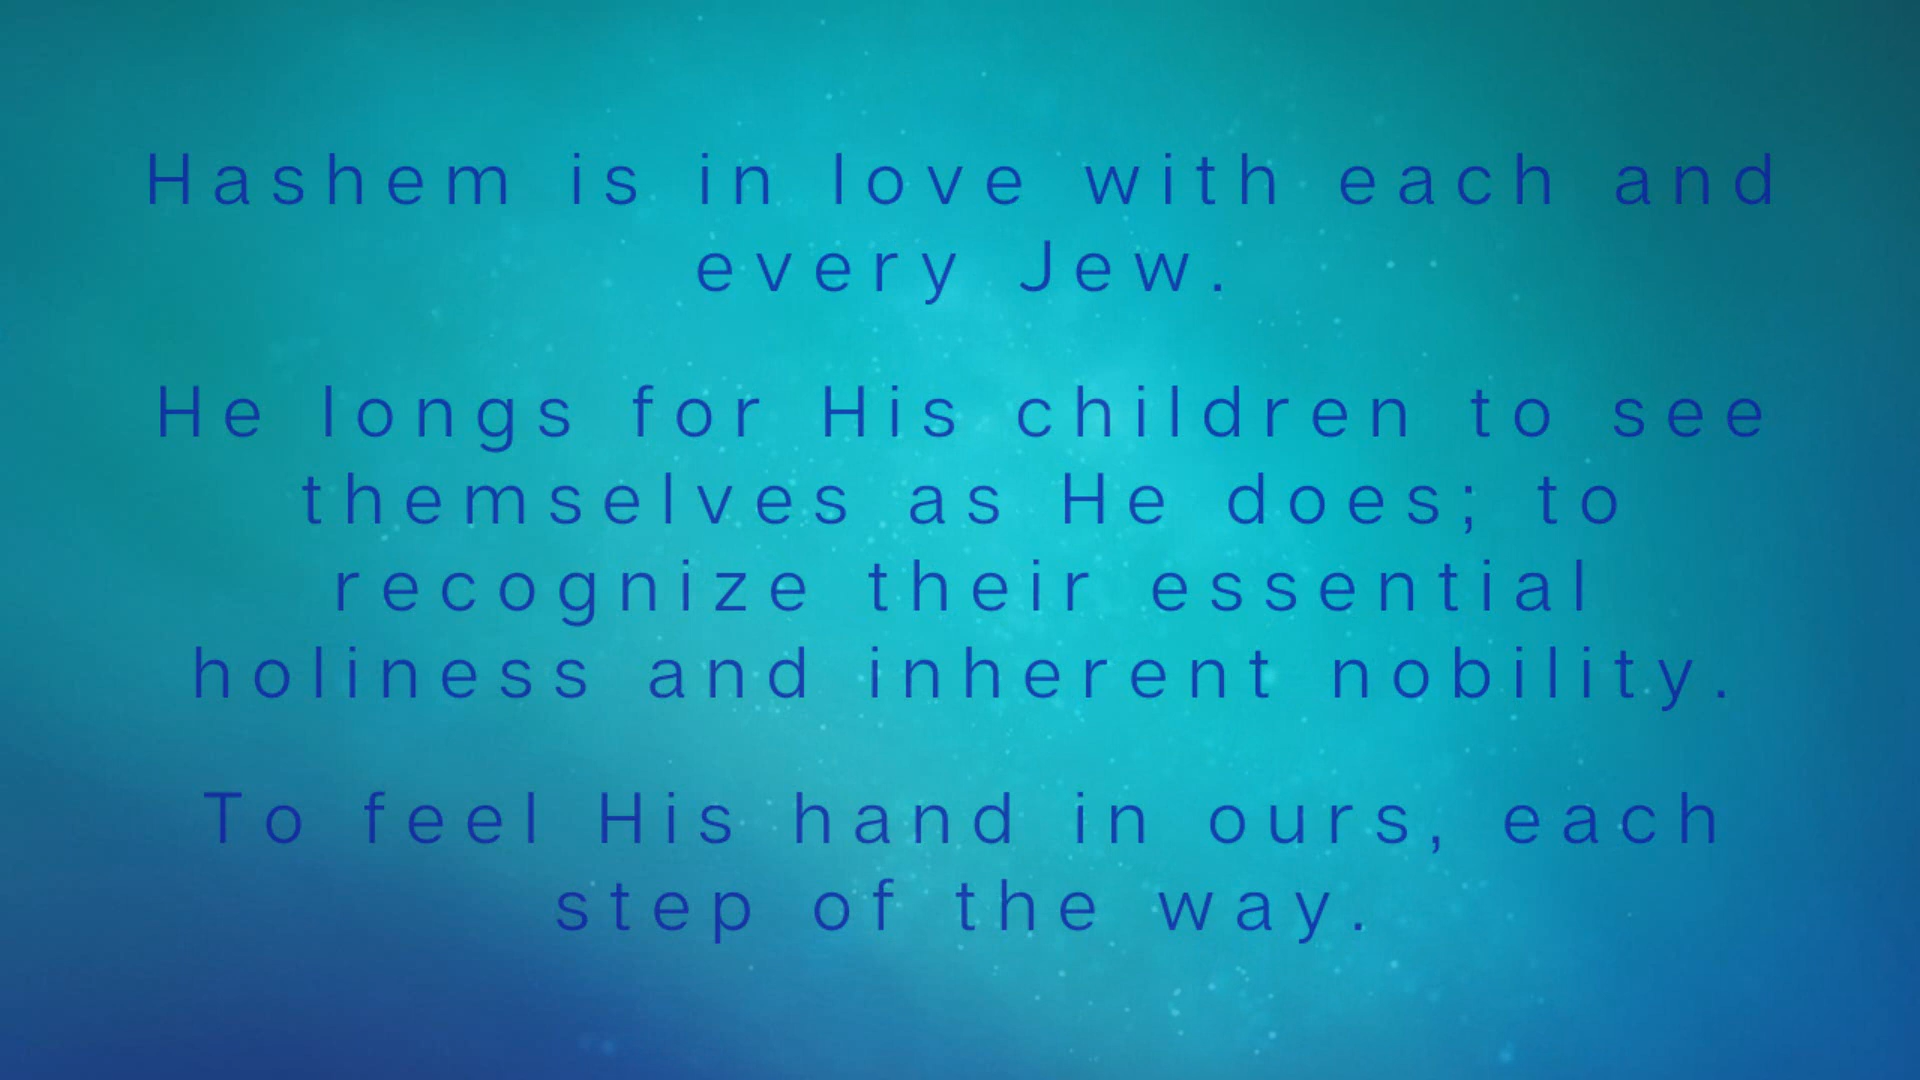 Hashem is in love with each and
every Jew.
He longs for His children to see
themselves as He does; to
recognize their essential
holiness and inherent nobility.
To feel His hand in ours, each
step of the way.